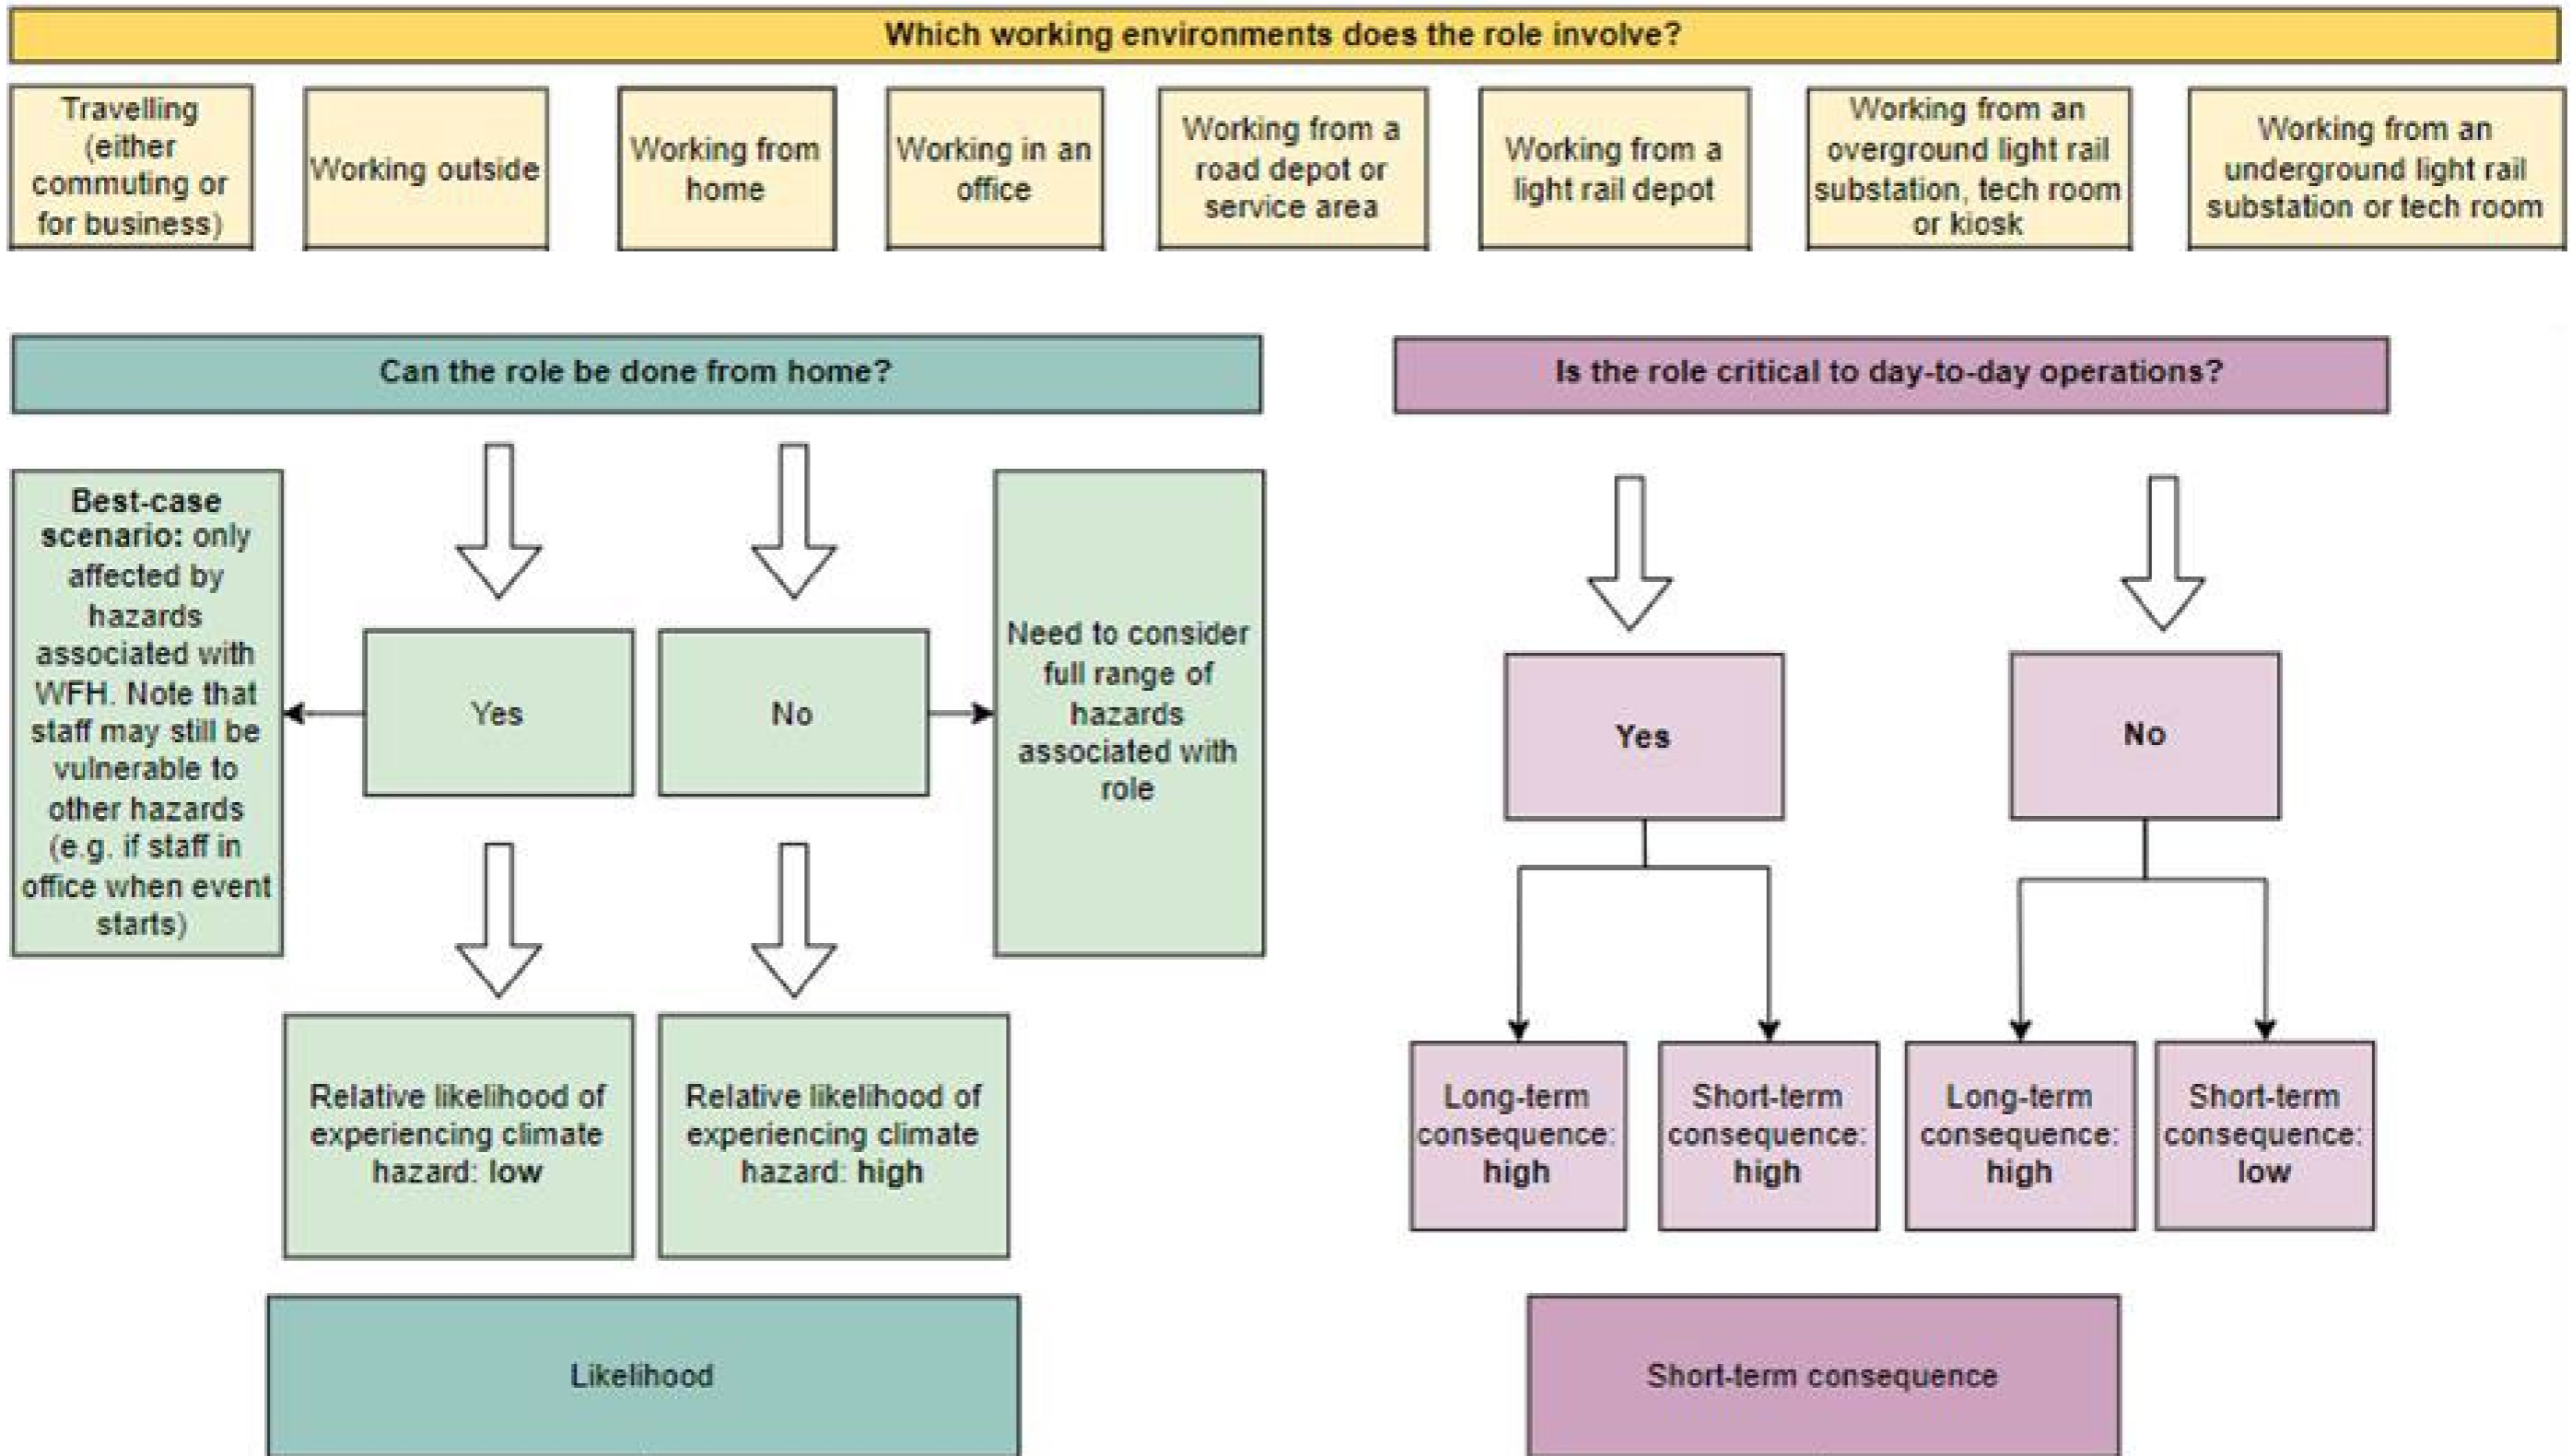 Which working environments does the role involve?
Travelling
(either
commuting or
for business)
Working outside
Working from
home
Working in an
office
Working from a
road depot or
service area
Working from a
light rail depot
Working from an
overground light rail
substation, tech room
or kiosk
Working from an
underground light rail
substation or tech room
Can the role be done from home?
Best-case
scenario: only
affected by
hazards
associated with
WFH. Note that
staff may still be
vulnerable to
other hazards
(e.g. if staff in
office when event
starts)
Yes
No
Need to consider
full range of
hazards
associated with
role
Relative likelihood of
experiencing climate
hazard: low
Relative likelihood of
experiencing climate
hazard: high
Likelihood
Is the role critical to day-to-day operations?
Yes
No
Long-term
consequence:
high
Short-term
consequence:
high
Long-term
consequence:
high
Short-term
consequence:
low
Short-term consequence